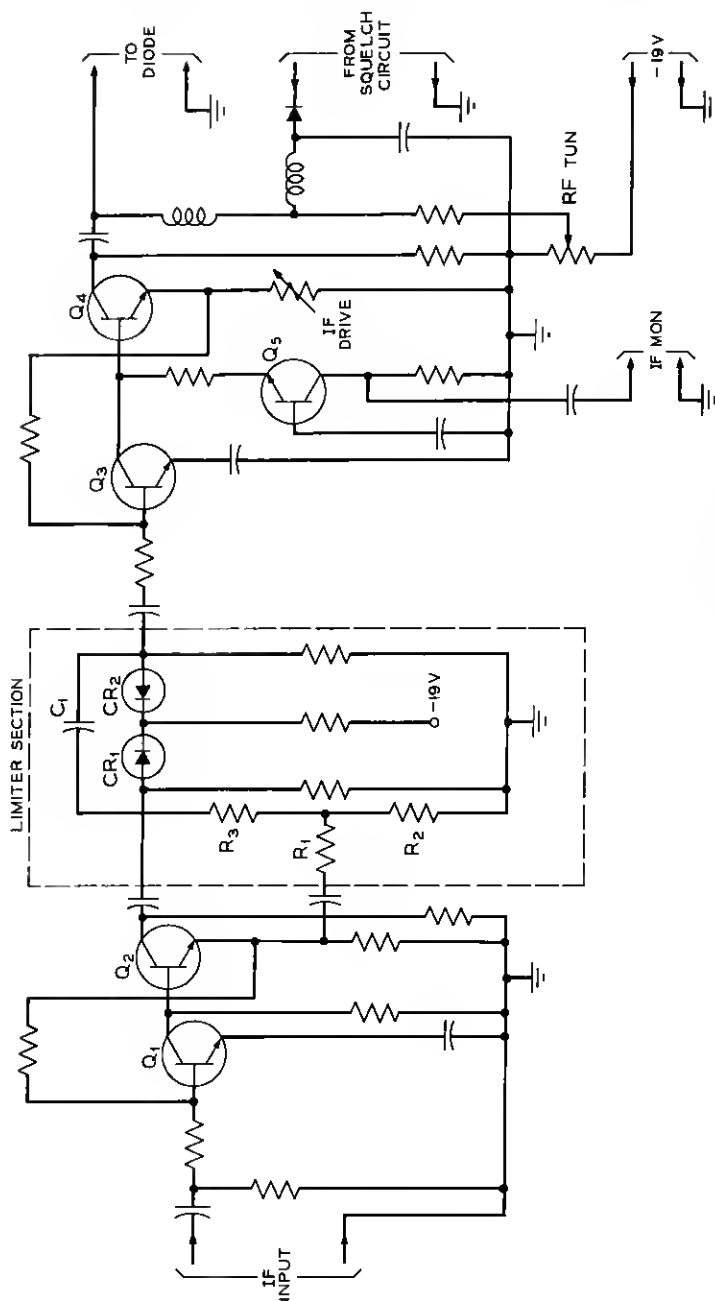 IF
INPUT
Q1
Q2
LIMITER SECTION
C1
CR1
CR2
R3
R1
R2
-19V
Q3
Q4
Q5
IF
DRIVE
TO
DIODE
FROM
SQUELCH
CIRCUIT
RF TUN
-19V
IF MON